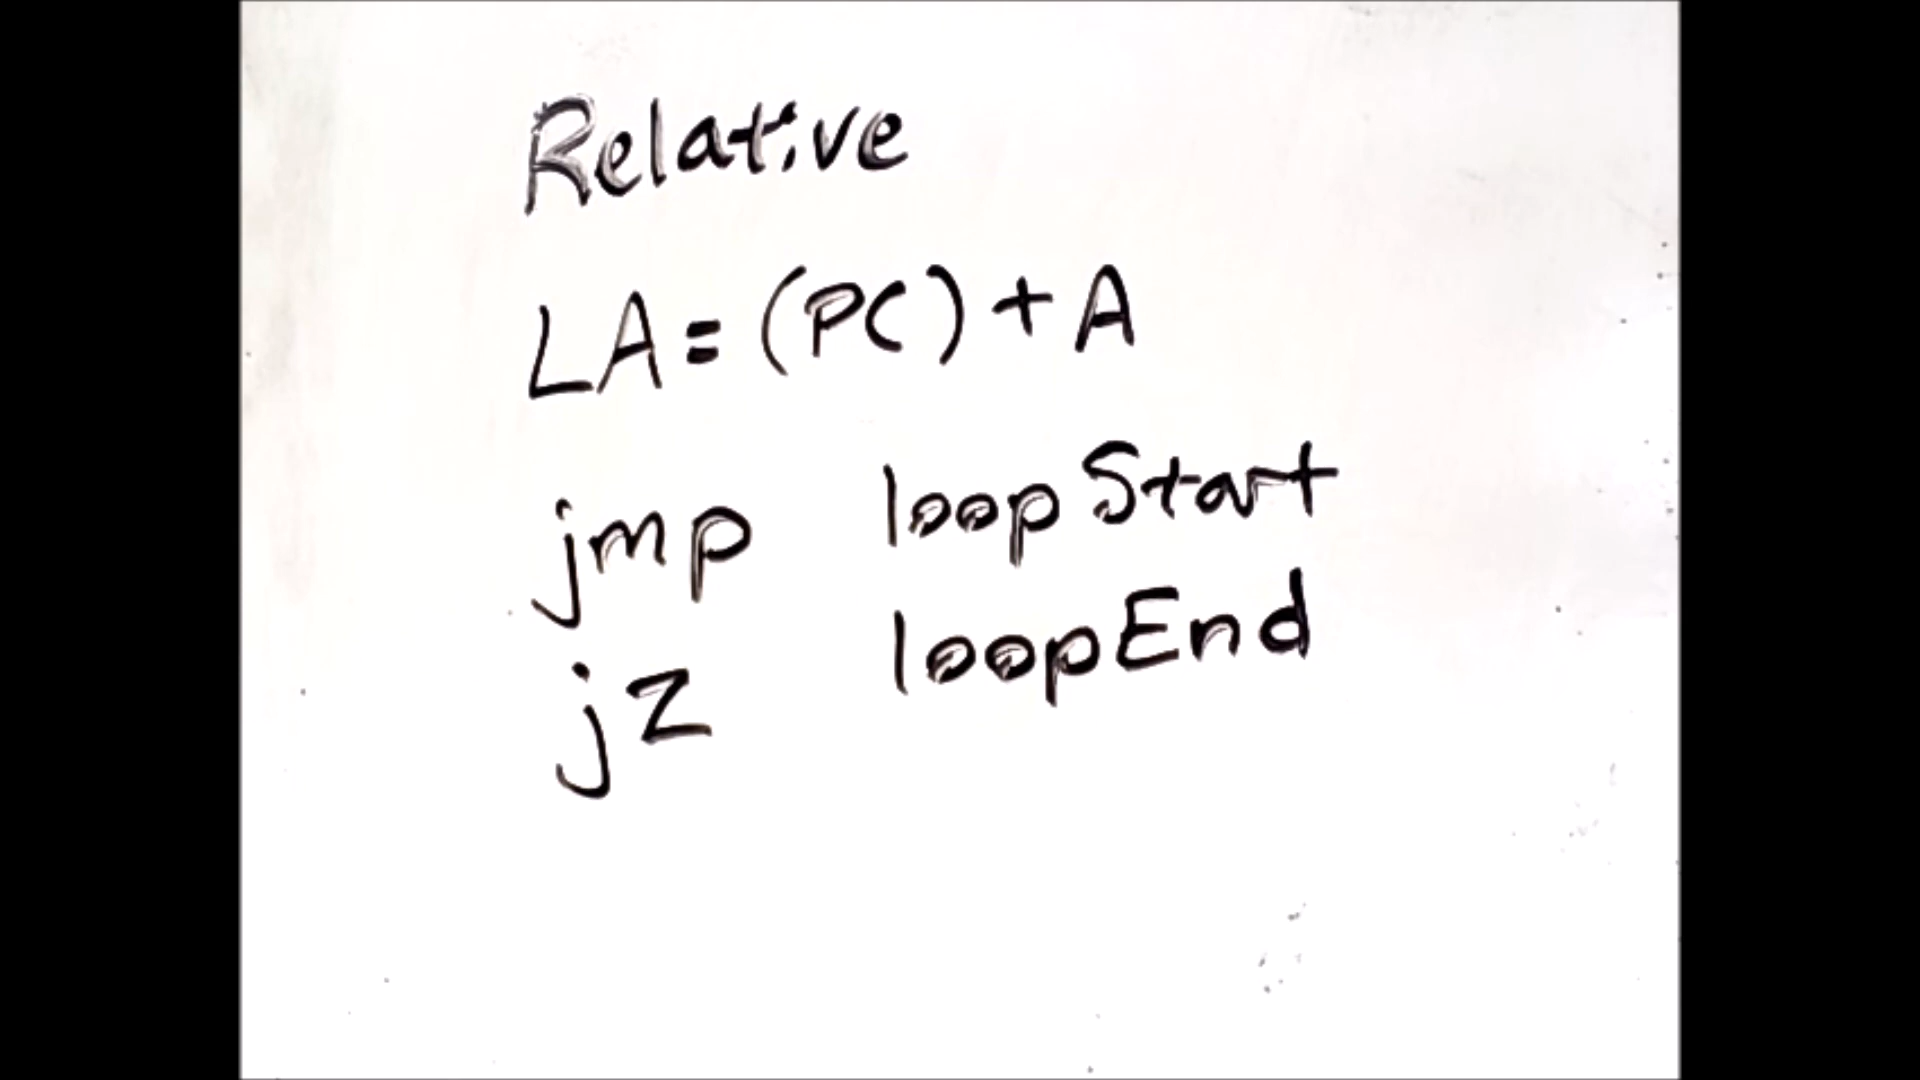 Relative
LA = (PC) + A
jmp loopStart
jz loopEnd